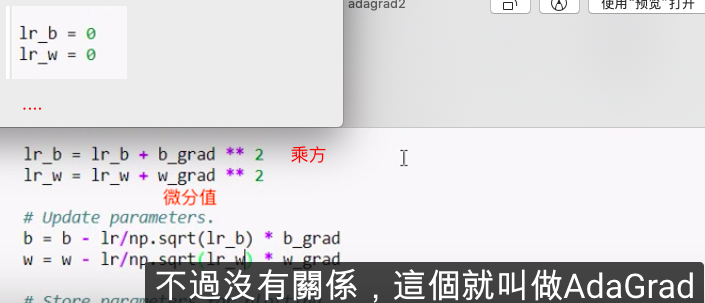 adagrad2
使用“预览”打开
lr_b = 0
lr_w = 0
....
lr_b = lr_b + b_grad ** 2 乘方
lr_w = lr_w + w_grad ** 2
微分值
# Update parameters.
b = b - lr/np.sqrt(lr_b) * b_grad
w = w - lr/np.sqrt(lr_w) * w_grad
不過沒有關係，這個就叫做AdaGrad
# Store parameters